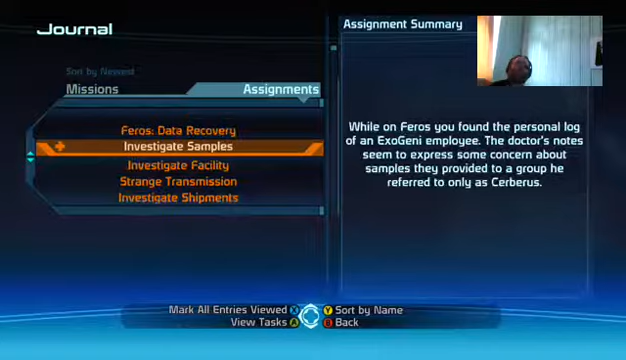 Journal
Assignment Summary
Sort by Newest
Missions
Assignments
Feros: Data Recovery
Investigate Samples
Investigate Facility
Strange Transmission
Investigate Shipments
While on Feros you found the personal log
of an ExoGeni employee. The doctor's notes
seem to express some concern about
samples they provided to a group he
referred to only as Cerberus.
Mark All Entries Viewed X
Y Sort by Name
View Tasks A
B Back